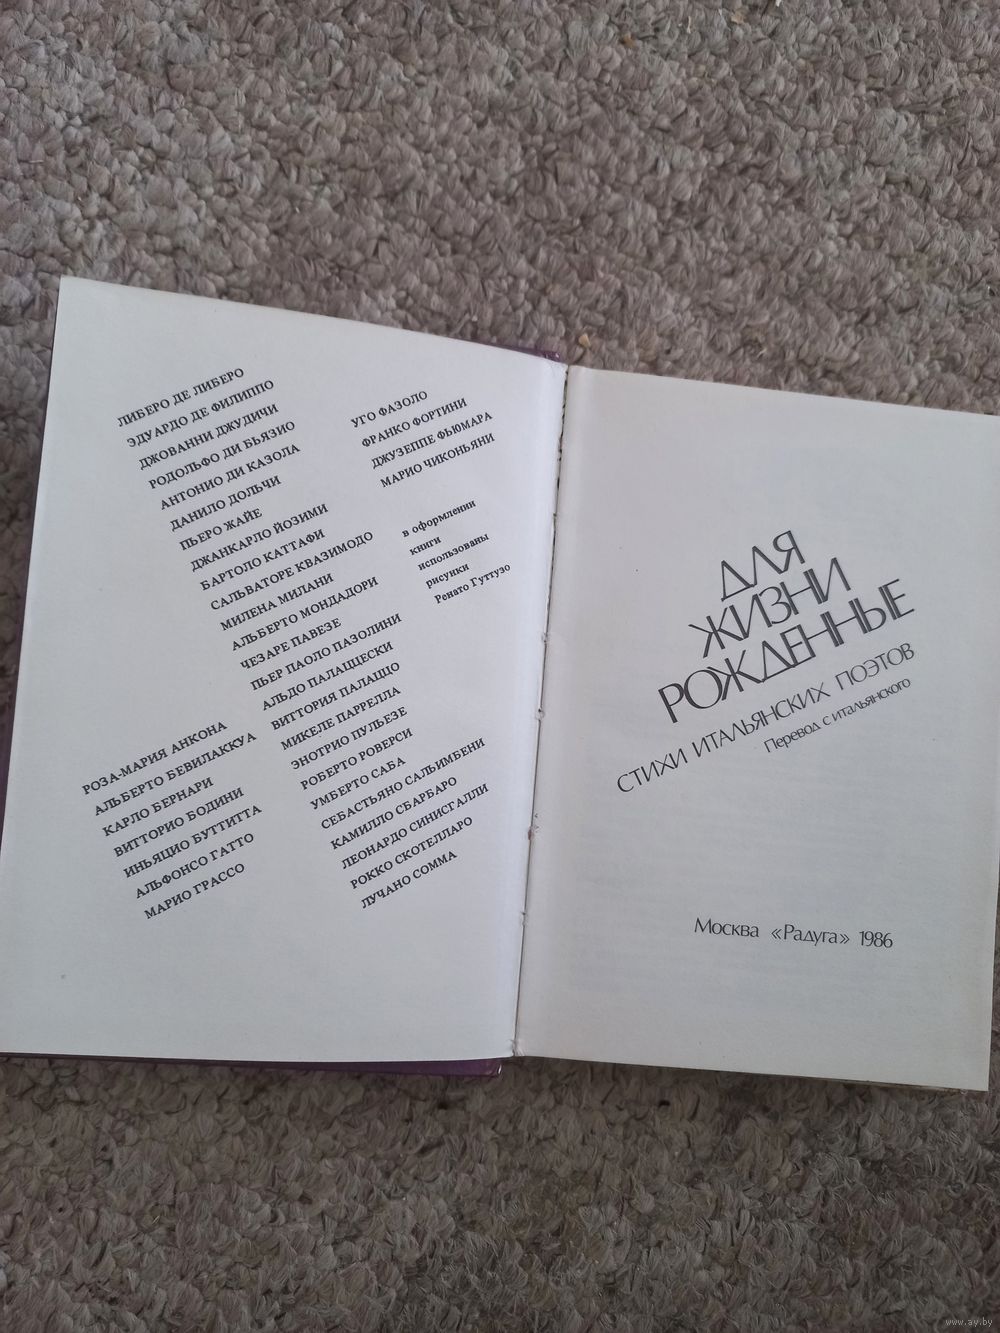 РОЗА-МАРИЯ АНКОНА
АЛЬБЕРТО БЕВИЛАККУА
КАРЛО БЕРНАРИ
ВИТТОРИО БОДИНИ
ИНЬЯЦИО БУТТИТТА
АЛЬФОНСО ГАТТО
МАРИО ГРАССО
ЛИБЕРО ДЕ ЛИБЕРО
ЭДУАРДО ДЕ ФИЛИППО
ДЖОВАННИ ДЖУДИЧИ
РОДОЛЬФО ДИ БЬЯЗИО
АНТОНИО ДИ КАЗОЛА
ДАНИЛО ДОЛЬЧИ
ПЬЕРО ЖАЙЕ
ДЖАНКАРЛО ЙОЗИМИ
БАРТОЛО КАТТАФИ
САЛЬВАТОРЕ КВАЗИМОДО
МИЛЕНА МИЛАНИ
АЛЬБЕРТО МОНДАДОРИ
ЧЕЗАРЕ ПАВЕЗЕ
ПЬЕР ПАОЛО ПАЗОЛИНИ
АЛЬДО ПАЛАЦЦЕСКИ
ВИТТОРИЯ ПАЛАЦЦО
МИКЕЛЕ ПАРРЕЛЛА
ЭНОТРИО ПУЛЬЕЗЕ
РОБЕРТО РОВЕРСИ
УМБЕРТО САБА
СЕБАСТЬЯНО САЛЬИМБЕНИ
КАМИЛЛО СБАРБАРО
ЛЕОНАРДО СИНИСГАЛЛИ
РОККО СКОТЕЛЛАРО
ЛУЧАНО СОММА
УГО ФАЗОЛО
ФРАНКО ФОРТИНИ
ДЖУЗЕППЕ ФЬЮМАРА
МАРИО ЧИКОНЬЯНИ
в оформлении
книги
использованы
рисунки
Ренато Гуттузо
ДЛЯ
ЖИЗНИ
РОЖДЕННЫЕ
СТИХИ ИТАЛЬЯНСКИХ ПОЭТОВ
Перевод с итальянского
Москва «Радуга» 1986
www.ay.by